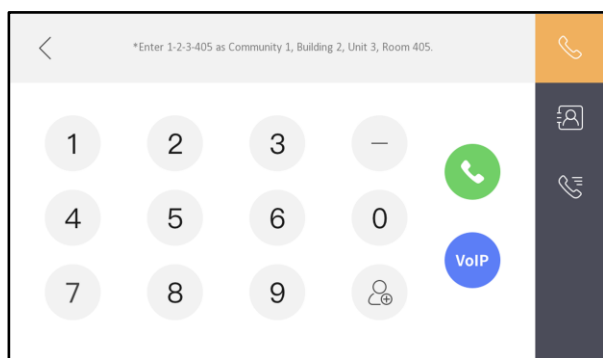 *Enter 1-2-3-405 as Community 1, Building 2, Unit 3, Room 405.
1 2 3 —
4 5 6 0
VoIP
7 8 9